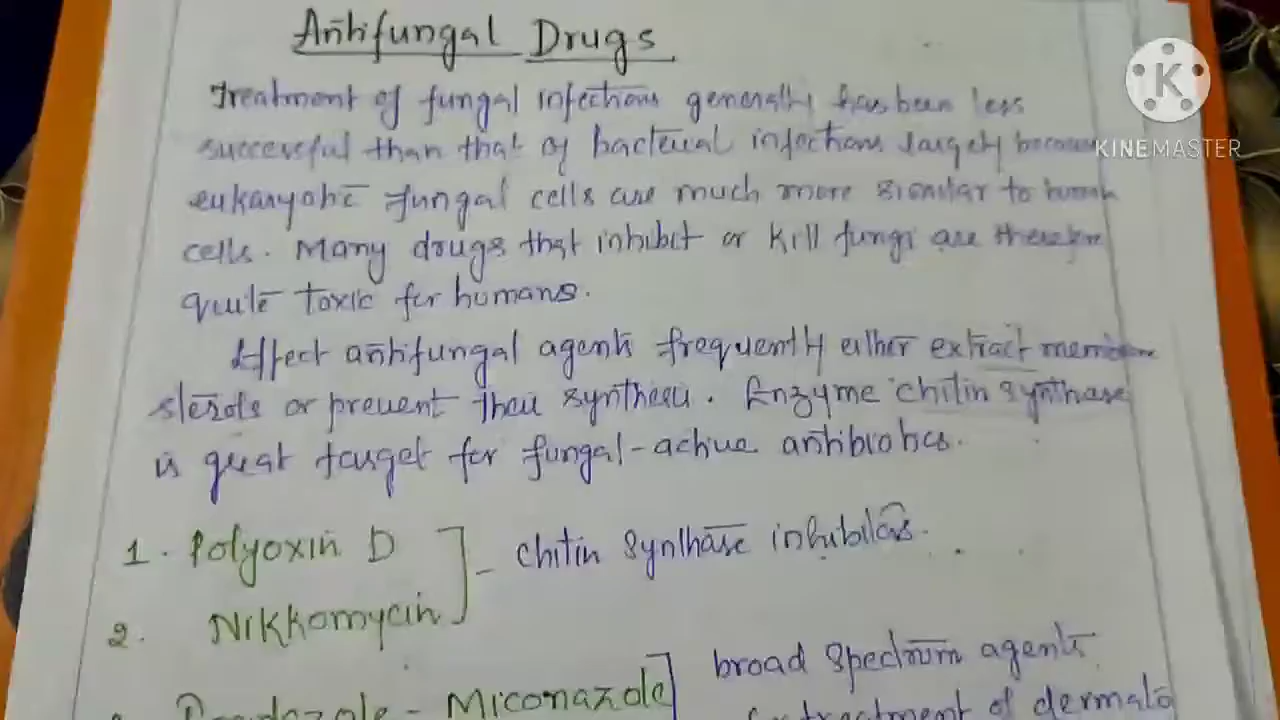 Antifungal Drugs
K
Treatment of fungal infections generally has been less
successful than that of bacterial infections largely because
KINEMASTER
eukaryotic fungal cells are much more similar to human
cells. Many drugs that inhibit or kill fungi are therefore
quite toxic for humans.
Effect antifungal agents frequently either extract membrane
sterols or prevent their synthesis. Enzyme chitin synthase
is great target for fungal-active antibiotics.
1. Polyoxin D
2. Nikkomycin
] - chitin synthase inhibitors.
- Miconazole ] broad spectrum agents
treatment of